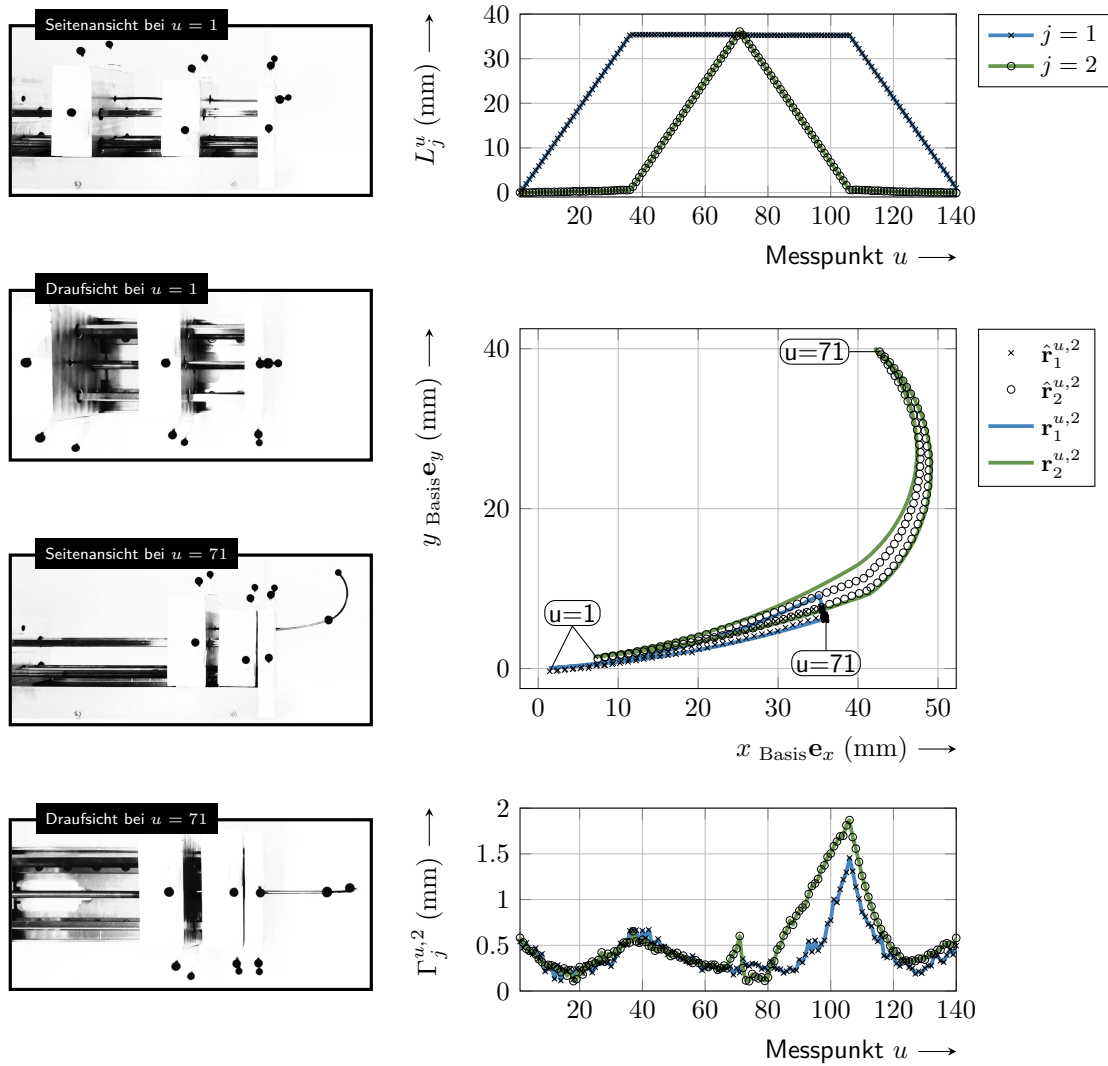 Seitenansicht bei u = 1
Draufsicht bei u = 1
Seitenansicht bei u = 71
Draufsicht bei u = 71
L_j^u (mm) ⟶
40
30
20
10
0
20 40 60 80 100 120 140
Messpunkt u ⟶
j = 1
j = 2
y Basis e_y (mm) ⟶
40
20
0
u=71
u=1
u=71
0 10 20 30 40 50
x Basis e_x (mm) ⟶
r̂_1^{u,2}
r̂_2^{u,2}
r_1^{u,2}
r_2^{u,2}
Γ_j^{u,2} (mm) ⟶
2
1.5
1
0.5
0
20 40 60 80 100 120 140
Messpunkt u ⟶